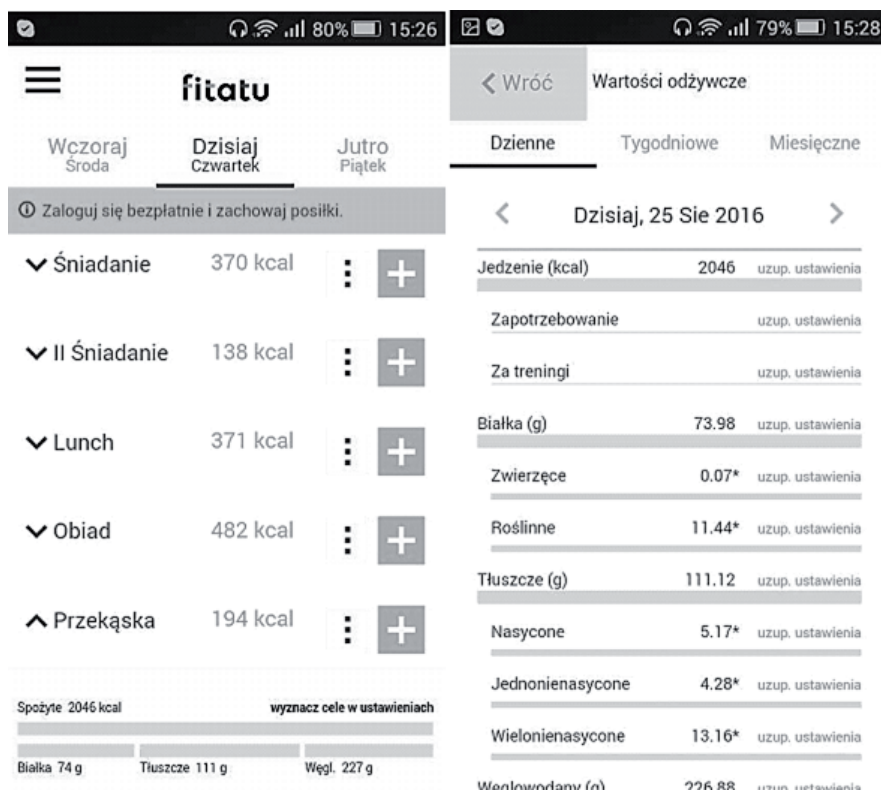 80% 15:26
fitatu
Wczoraj
Środa
Dzisiaj
Czwartek
Jutro
Piątek
Zaloguj się bezpłatnie i zachowaj posiłki.
Śniadanie 370 kcal
II Śniadanie 138 kcal
Lunch 371 kcal
Obiad 482 kcal
Przekąska 194 kcal
Spożyte 2046 kcal wyznacz cele w ustawieniach
Białka 74 g Tłuszcze 111 g Węgl. 227 g
79% 15:28
Wróć Wartości odżywcze
Dzienne Tygodniowe Miesięczne
Dzisiaj, 25 Sie 2016
Jedzenie (kcal) 2046 uzup. ustawienia
Zapotrzebowanie uzup. ustawienia
Za treningi uzup. ustawienia
Białka (g) 73.98 uzup. ustawienia
Zwierzęce 0.07* uzup. ustawienia
Roślinne 11.44* uzup. ustawienia
Tłuszcze (g) 111.12 uzup. ustawienia
Nasycone 5.17* uzup. ustawienia
Jednonienasycone 4.28* uzup. ustawienia
Wielonienasycone 13.16* uzup. ustawienia
Węglowodany (g) 226.88 uzup. ustawienia